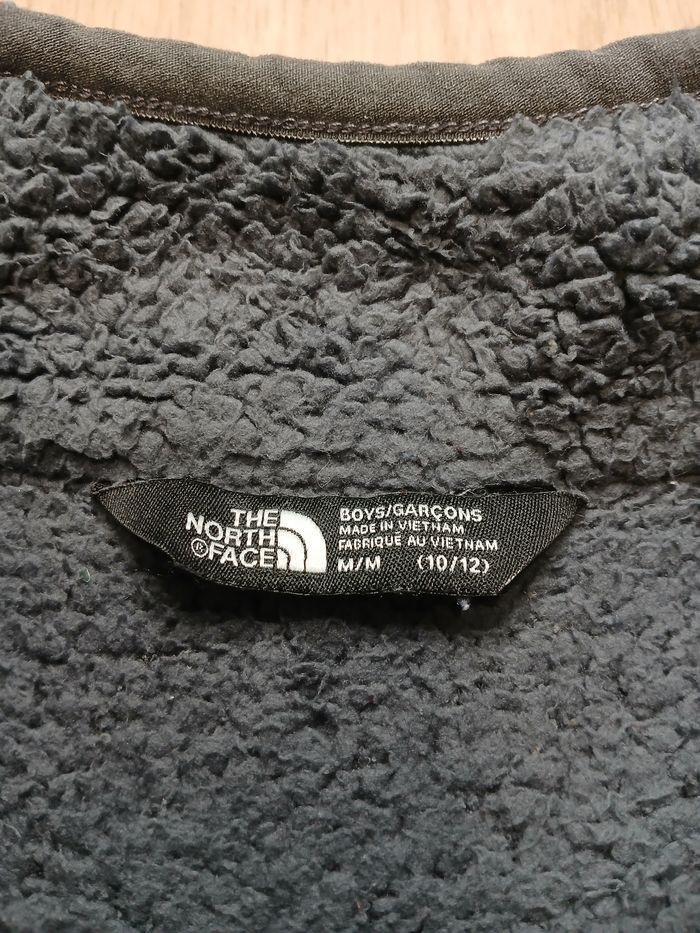 THE
NORTH
®FACE
BOYS/GARÇONS
MADE IN VIETNAM
FABRIQUÉ AU VIETNAM
M/M (10/12)